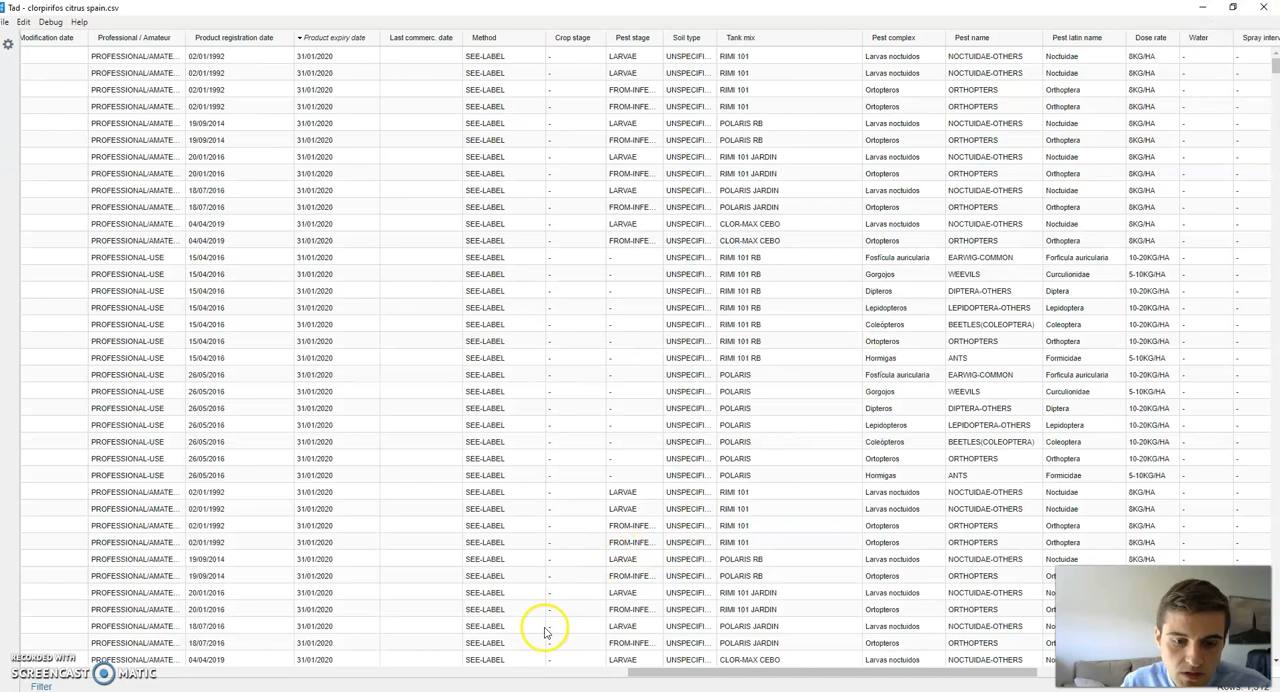 Tad - clorpirifos citrus spain.csv
ile Edit Debug Help
Modification date Professional / Amateur Product registration date Product expiry date Last commerc. date Method Crop stage Pest stage Soil type Tank mix Pest complex Pest name Pest latin name Dose rate Water Spray interv
PROFESSIONAL/AMATE... 02/01/1992 31/01/2020 SEE-LABEL - LARVAE UNSPECIFI... RIMI 101 Larvas noctuidos NOCTUIDAE-OTHERS Noctuidae 8KG/HA - -
PROFESSIONAL/AMATE... 02/01/1992 31/01/2020 SEE-LABEL - LARVAE UNSPECIFI... RIMI 101 Larvas noctuidos NOCTUIDAE-OTHERS Noctuidae 8KG/HA - -
PROFESSIONAL/AMATE... 02/01/1992 31/01/2020 SEE-LABEL - FROM-INFE... UNSPECIFI... RIMI 101 Ortopteros ORTHOPTERS Orthoptera 8KG/HA - -
PROFESSIONAL/AMATE... 02/01/1992 31/01/2020 SEE-LABEL - FROM-INFE... UNSPECIFI... RIMI 101 Ortopteros ORTHOPTERS Orthoptera 8KG/HA - -
PROFESSIONAL/AMATE... 19/09/2014 31/01/2020 SEE-LABEL - LARVAE UNSPECIFI... POLARIS RB Larvas noctuidos NOCTUIDAE-OTHERS Noctuidae 8KG/HA - -
PROFESSIONAL/AMATE... 19/09/2014 31/01/2020 SEE-LABEL - FROM-INFE... UNSPECIFI... POLARIS RB Ortopteros ORTHOPTERS Orthoptera 8KG/HA - -
PROFESSIONAL/AMATE... 20/01/2016 31/01/2020 SEE-LABEL - LARVAE UNSPECIFI... RIMI 101 JARDIN Larvas noctuidos NOCTUIDAE-OTHERS Noctuidae 8KG/HA - -
PROFESSIONAL/AMATE... 20/01/2016 31/01/2020 SEE-LABEL - FROM-INFE... UNSPECIFI... RIMI 101 JARDIN Ortopteros ORTHOPTERS Orthoptera 8KG/HA - -
PROFESSIONAL/AMATE... 18/07/2016 31/01/2020 SEE-LABEL - LARVAE UNSPECIFI... POLARIS JARDIN Larvas noctuidos NOCTUIDAE-OTHERS Noctuidae 8KG/HA - -
PROFESSIONAL/AMATE... 18/07/2016 31/01/2020 SEE-LABEL - FROM-INFE... UNSPECIFI... POLARIS JARDIN Ortopteros ORTHOPTERS Orthoptera 8KG/HA - -
PROFESSIONAL/AMATE... 04/04/2019 31/01/2020 SEE-LABEL - LARVAE UNSPECIFI... CLOR-MAX CEBO Larvas noctuidos NOCTUIDAE-OTHERS Noctuidae 8KG/HA - -
PROFESSIONAL/AMATE... 04/04/2019 31/01/2020 SEE-LABEL - FROM-INFE... UNSPECIFI... CLOR-MAX CEBO Ortopteros ORTHOPTERS Orthoptera 8KG/HA - -
PROFESSIONAL-USE 15/04/2016 31/01/2020 SEE-LABEL - - UNSPECIFI... RIMI 101 RB Fosfícula auricularia EARWIG-COMMON Forficula auricularia 10-20KG/HA - -
PROFESSIONAL-USE 15/04/2016 31/01/2020 SEE-LABEL - - UNSPECIFI... RIMI 101 RB Gorgojos WEEVILS Curculionidae 5-10KG/HA - -
PROFESSIONAL-USE 15/04/2016 31/01/2020 SEE-LABEL - - UNSPECIFI... RIMI 101 RB Dipteros DIPTERA-OTHERS Diptera 10-20KG/HA - -
PROFESSIONAL-USE 15/04/2016 31/01/2020 SEE-LABEL - - UNSPECIFI... RIMI 101 RB Lepidopteros LEPIDOPTERA-OTHERS Lepidoptera 10-20KG/HA - -
PROFESSIONAL-USE 15/04/2016 31/01/2020 SEE-LABEL - - UNSPECIFI... RIMI 101 RB Coleópteros BEETLES(COLEOPTERA) Coleoptera 10-20KG/HA - -
PROFESSIONAL-USE 15/04/2016 31/01/2020 SEE-LABEL - - UNSPECIFI... RIMI 101 RB Ortopteros ORTHOPTERS Orthoptera 10-20KG/HA - -
PROFESSIONAL-USE 15/04/2016 31/01/2020 SEE-LABEL - - UNSPECIFI... RIMI 101 RB Hormigas ANTS Formicidae 5-10KG/HA - -
PROFESSIONAL-USE 26/05/2016 31/01/2020 SEE-LABEL - - UNSPECIFI... POLARIS Fosfícula auricularia EARWIG-COMMON Forficula auricularia 10-20KG/HA - -
PROFESSIONAL-USE 26/05/2016 31/01/2020 SEE-LABEL - - UNSPECIFI... POLARIS Gorgojos WEEVILS Curculionidae 5-10KG/HA - -
PROFESSIONAL-USE 26/05/2016 31/01/2020 SEE-LABEL - - UNSPECIFI... POLARIS Dipteros DIPTERA-OTHERS Diptera 10-20KG/HA - -
PROFESSIONAL-USE 26/05/2016 31/01/2020 SEE-LABEL - - UNSPECIFI... POLARIS Lepidopteros LEPIDOPTERA-OTHERS Lepidoptera 10-20KG/HA - -
PROFESSIONAL-USE 26/05/2016 31/01/2020 SEE-LABEL - - UNSPECIFI... POLARIS Coleópteros BEETLES(COLEOPTERA) Coleoptera 10-20KG/HA - -
PROFESSIONAL-USE 26/05/2016 31/01/2020 SEE-LABEL - - UNSPECIFI... POLARIS Ortopteros ORTHOPTERS Orthoptera 10-20KG/HA - -
PROFESSIONAL-USE 26/05/2016 31/01/2020 SEE-LABEL - - UNSPECIFI... POLARIS Hormigas ANTS Formicidae 5-10KG/HA - -
PROFESSIONAL/AMATE... 02/01/1992 31/01/2020 SEE-LABEL - LARVAE UNSPECIFI... RIMI 101 Larvas noctuidos NOCTUIDAE-OTHERS Noctuidae 8KG/HA - -
PROFESSIONAL/AMATE... 02/01/1992 31/01/2020 SEE-LABEL - LARVAE UNSPECIFI... RIMI 101 Larvas noctuidos NOCTUIDAE-OTHERS Noctuidae 8KG/HA - -
PROFESSIONAL/AMATE... 02/01/1992 31/01/2020 SEE-LABEL - FROM-INFE... UNSPECIFI... RIMI 101 Ortopteros ORTHOPTERS Orthoptera 8KG/HA - -
PROFESSIONAL/AMATE... 02/01/1992 31/01/2020 SEE-LABEL - FROM-INFE... UNSPECIFI... RIMI 101 Ortopteros ORTHOPTERS Orthoptera 8KG/HA - -
PROFESSIONAL/AMATE... 19/09/2014 31/01/2020 SEE-LABEL - LARVAE UNSPECIFI... POLARIS RB Larvas noctuidos NOCTUIDAE-OTHERS Noctuidae 8KG/HA - -
PROFESSIONAL/AMATE... 19/09/2014 31/01/2020 SEE-LABEL - FROM-INFE... UNSPECIFI... POLARIS RB Ortopteros ORTHOPTERS
PROFESSIONAL/AMATE... 20/01/2016 31/01/2020 SEE-LABEL - LARVAE UNSPECIFI... RIMI 101 JARDIN Larvas noctuidos NOCTUIDAE-OTHERS
PROFESSIONAL/AMATE... 20/01/2016 31/01/2020 SEE-LABEL - FROM-INFE... UNSPECIFI... RIMI 101 JARDIN Ortopteros ORTHOPTERS
PROFESSIONAL/AMATE... 18/07/2016 31/01/2020 SEE-LABEL - LARVAE UNSPECIFI... POLARIS JARDIN Larvas noctuidos NOCTUIDAE-OTHERS
PROFESSIONAL/AMATE... 18/07/2016 31/01/2020 SEE-LABEL - FROM-INFE... UNSPECIFI... POLARIS JARDIN Ortopteros ORTHOPTERS
PROFESSIONAL/AMATE... 04/04/2019 31/01/2020 SEE-LABEL - LARVAE UNSPECIFI... CLOR-MAX CEBO Larvas noctuidos NOCTUIDAE-OTHERS
RECORDED WITH
SCREENCAST MATIC
Filter